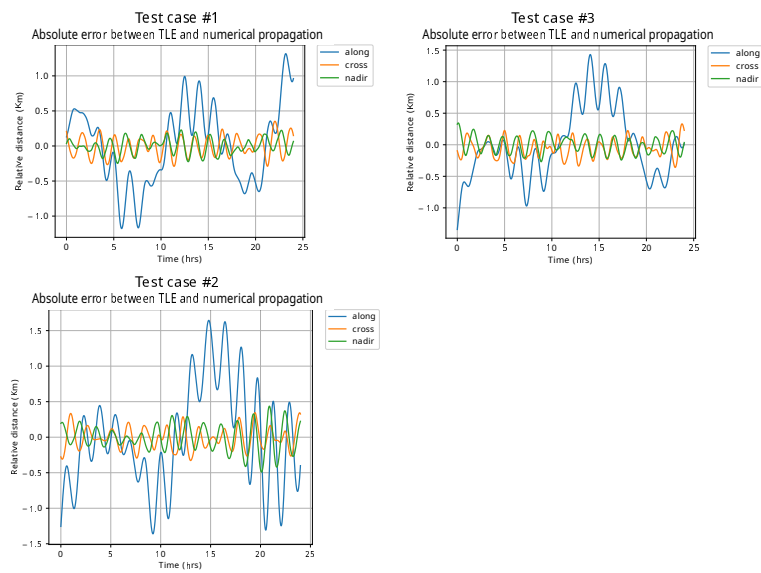 Test case #1
Absolute error between TLE and numerical propagation
along
cross
nadir
1.0
0.5
0.0
−0.5
−1.0
Relative distance (Km)
0
5
10
15
20
25
Time (hrs)
Test case #3
Absolute error between TLE and numerical propagation
along
cross
nadir
1.5
1.0
0.5
0.0
−0.5
−1.0
Relative distance (Km)
0
5
10
15
20
25
Time (hrs)
Test case #2
Absolute error between TLE and numerical propagation
along
cross
nadir
1.5
1.0
0.5
0.0
−0.5
−1.0
−1.5
Relative distance (Km)
0
5
10
15
20
25
Time (hrs)